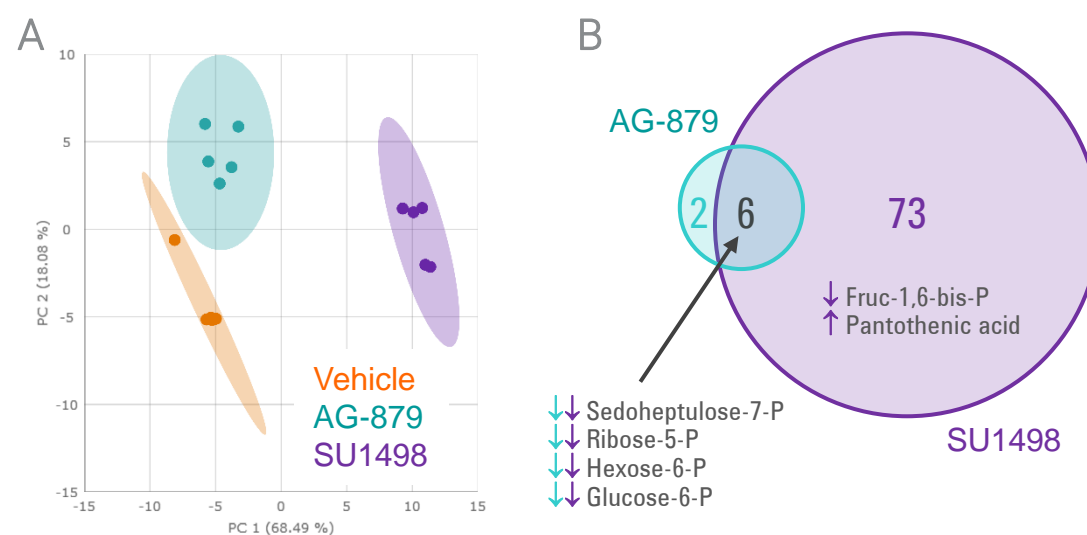 A
10
5
0
-5
-10
-15
PC 2 (18.08 %)
-15
-10
-5
0
5
10
15
PC 1 (68.49 %)
Vehicle
AG-879
SU1498
B
AG-879
2
6
73
↓ Fruc-1,6-bis-P
↑ Pantothenic acid
↓↓ Sedoheptulose-7-P
↓↓ Ribose-5-P
↓↓ Hexose-6-P
↓↓ Glucose-6-P
SU1498